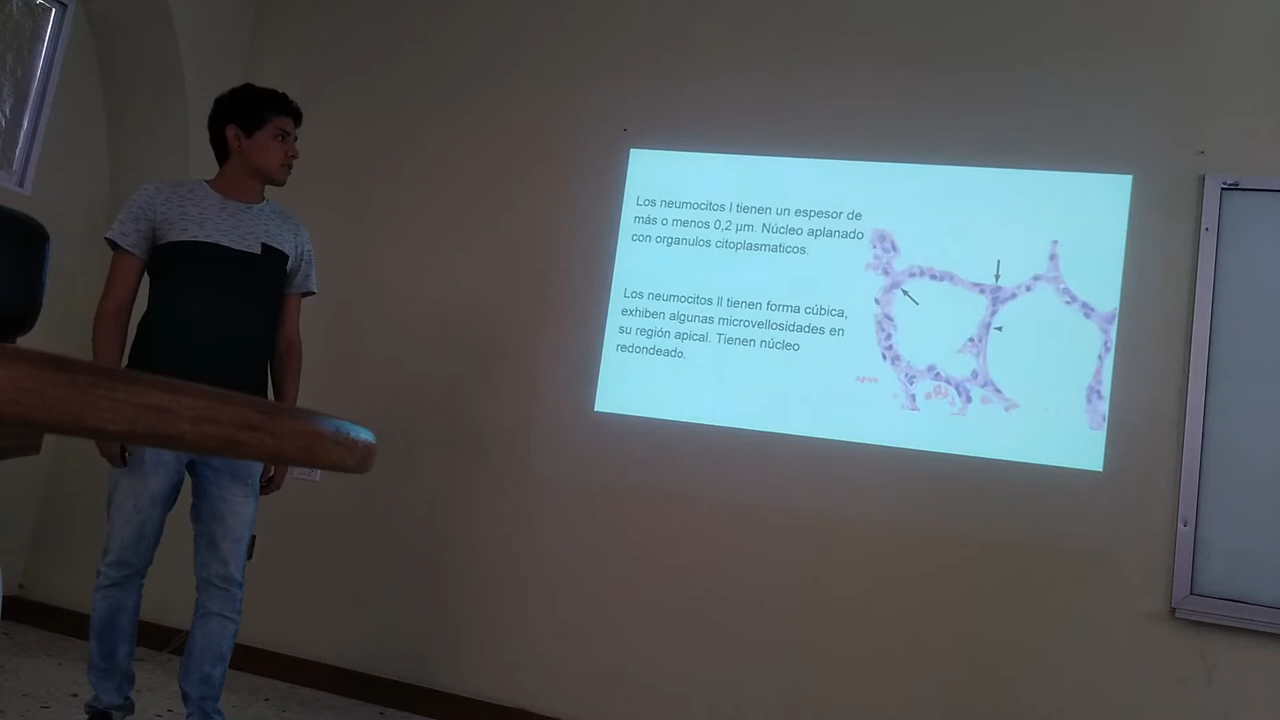 Los neumocitos I tienen un espesor de
más o menos 0,2 µm. Núcleo aplanado
con organulos citoplasmaticos.
Los neumocitos II tienen forma cúbica,
exhiben algunas microvellosidades en
su región apical. Tienen núcleo
redondeado.